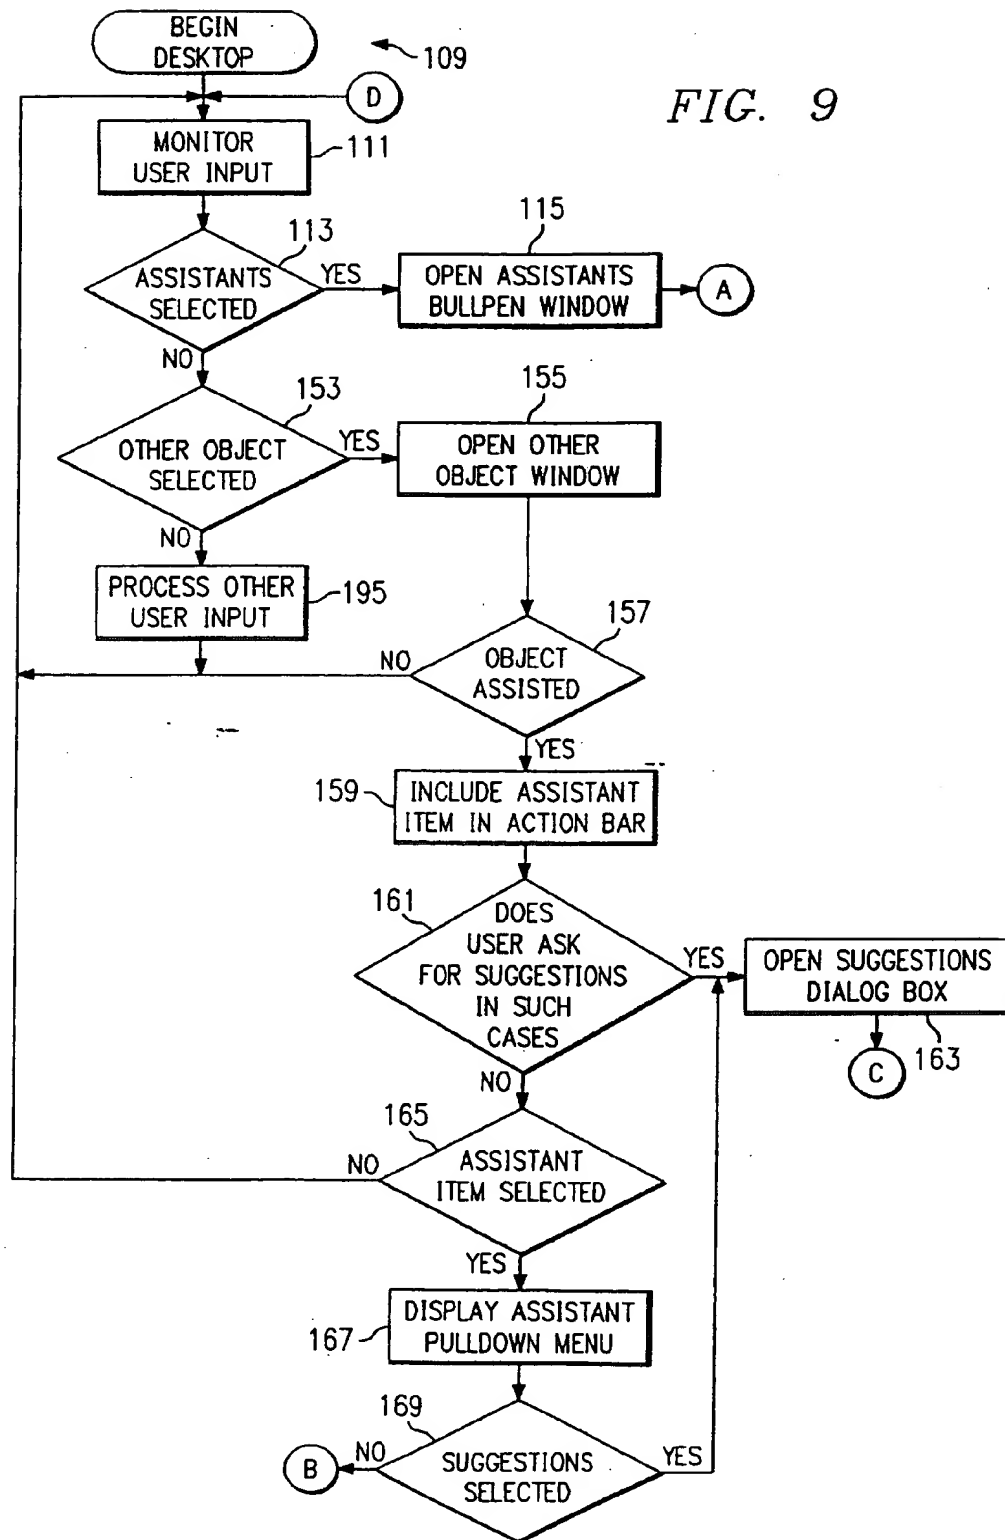 BEGIN
DESKTOP
109
D
FIG. 9
MONITOR
USER INPUT
111
113
ASSISTANTS
SELECTED
YES
115
OPEN ASSISTANTS
BULLPEN WINDOW
A
NO
153
OTHER OBJECT
SELECTED
YES
155
OPEN OTHER
OBJECT WINDOW
NO
PROCESS OTHER
USER INPUT
195
157
NO
OBJECT
ASSISTED
YES
159
INCLUDE ASSISTANT
ITEM IN ACTION BAR
161
DOES
USER ASK
FOR SUGGESTIONS
IN SUCH
CASES
YES
OPEN SUGGESTIONS
DIALOG BOX
163
C
NO
165
NO
ASSISTANT
ITEM SELECTED
YES
167
DISPLAY ASSISTANT
PULLDOWN MENU
169
B
NO
SUGGESTIONS
SELECTED
YES